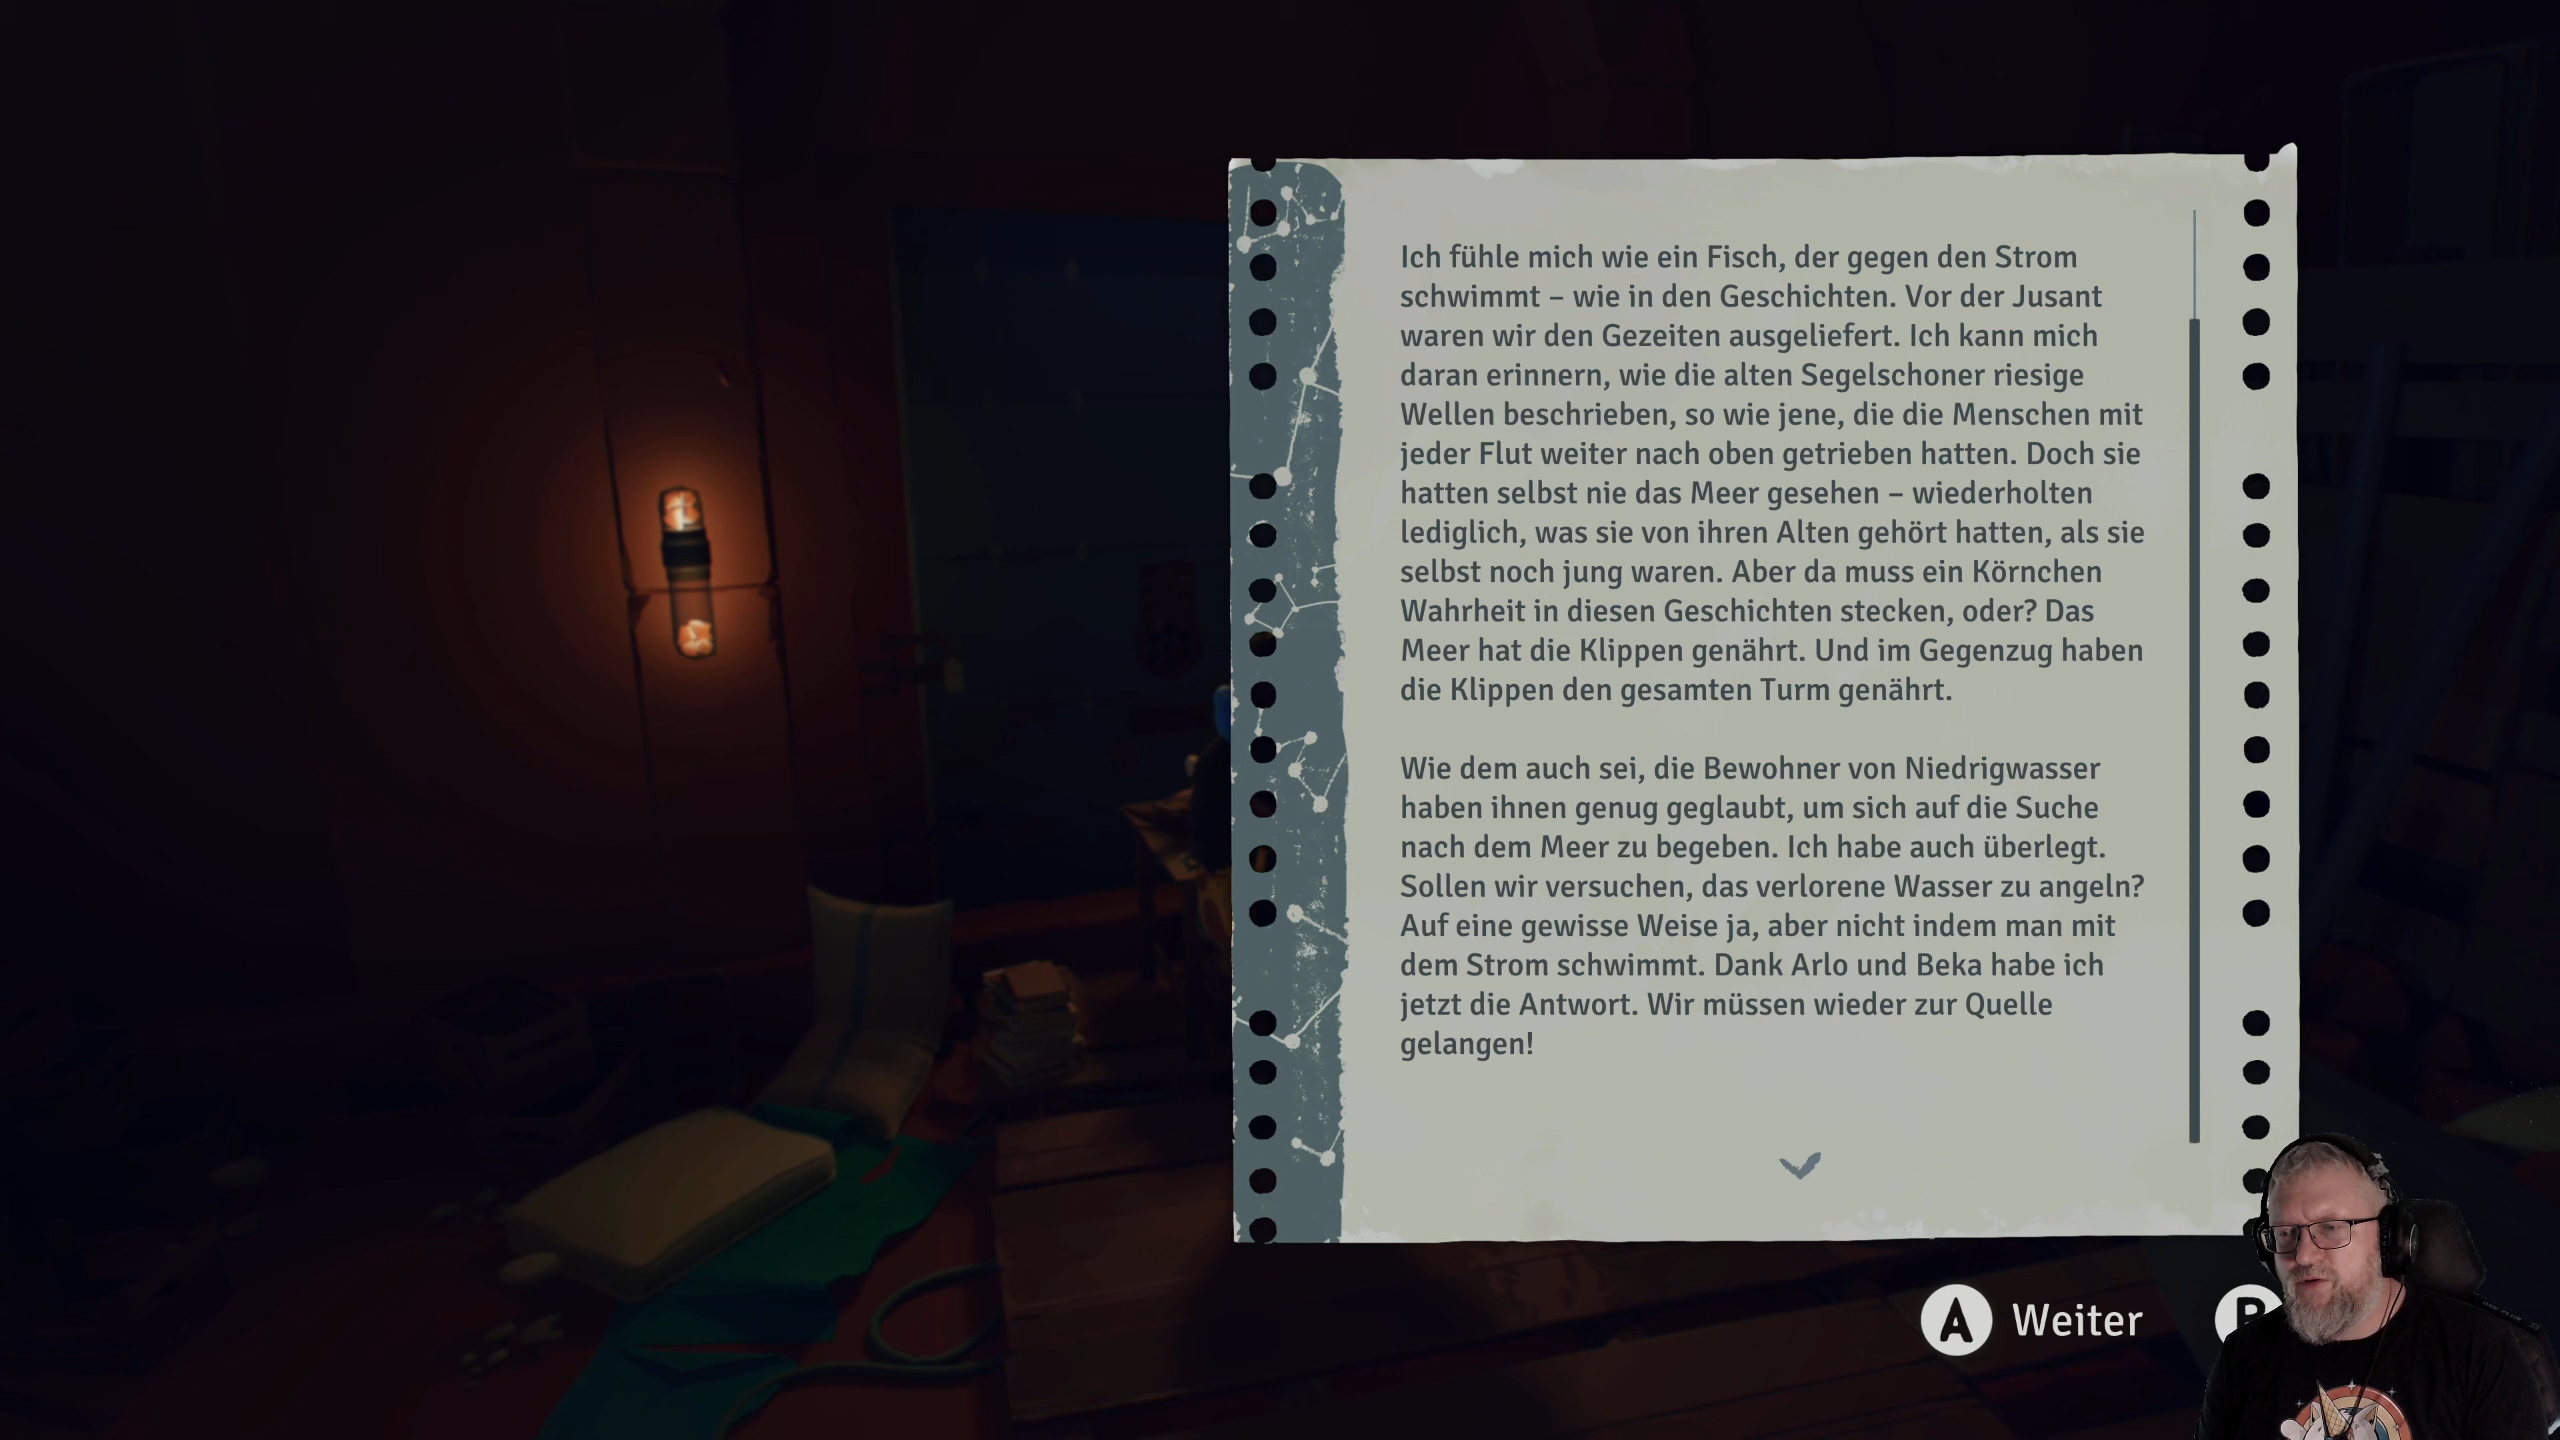 Ich fühle mich wie ein Fisch, der gegen den Strom
schwimmt – wie in den Geschichten. Vor der Jusant
waren wir den Gezeiten ausgeliefert. Ich kann mich
daran erinnern, wie die alten Segelschoner riesige
Wellen beschrieben, so wie jene, die die Menschen mit
jeder Flut weiter nach oben getrieben hatten. Doch sie
hatten selbst nie das Meer gesehen – wiederholten
lediglich, was sie von ihren Alten gehört hatten, als sie
selbst noch jung waren. Aber da muss ein Körnchen
Wahrheit in diesen Geschichten stecken, oder? Das
Meer hat die Klippen genährt. Und im Gegenzug haben
die Klippen den gesamten Turm genährt.
Wie dem auch sei, die Bewohner von Niedrigwasser
haben ihnen genug geglaubt, um sich auf die Suche
nach dem Meer zu begeben. Ich habe auch überlegt.
Sollen wir versuchen, das verlorene Wasser zu angeln?
Auf eine gewisse Weise ja, aber nicht indem man mit
dem Strom schwimmt. Dank Arlo und Beka habe ich
jetzt die Antwort. Wir müssen wieder zur Quelle
gelangen!
A Weiter B